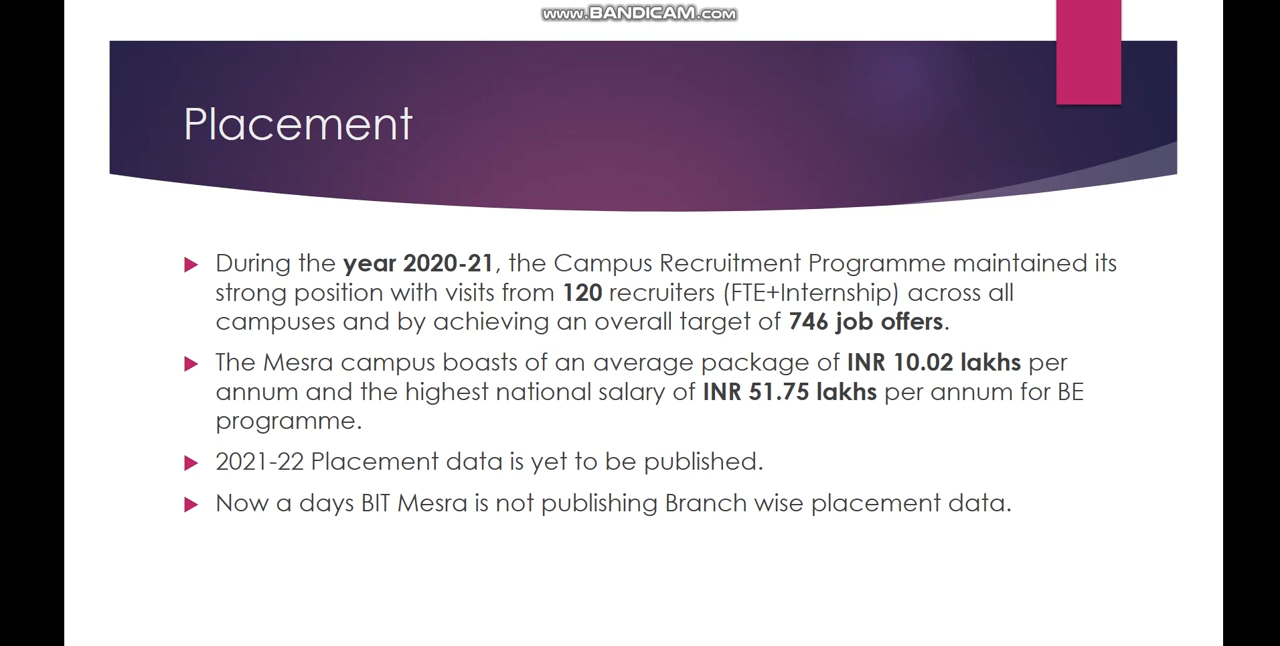 www.BANDICAM.com
Placement
During the year 2020-21, the Campus Recruitment Programme maintained its
strong position with visits from 120 recruiters (FTE+Internship) across all
campuses and by achieving an overall target of 746 job offers.
The Mesra campus boasts of an average package of INR 10.02 lakhs per
annum and the highest national salary of INR 51.75 lakhs per annum for BE
programme.
2021-22 Placement data is yet to be published.
Now a days BIT Mesra is not publishing Branch wise placement data.